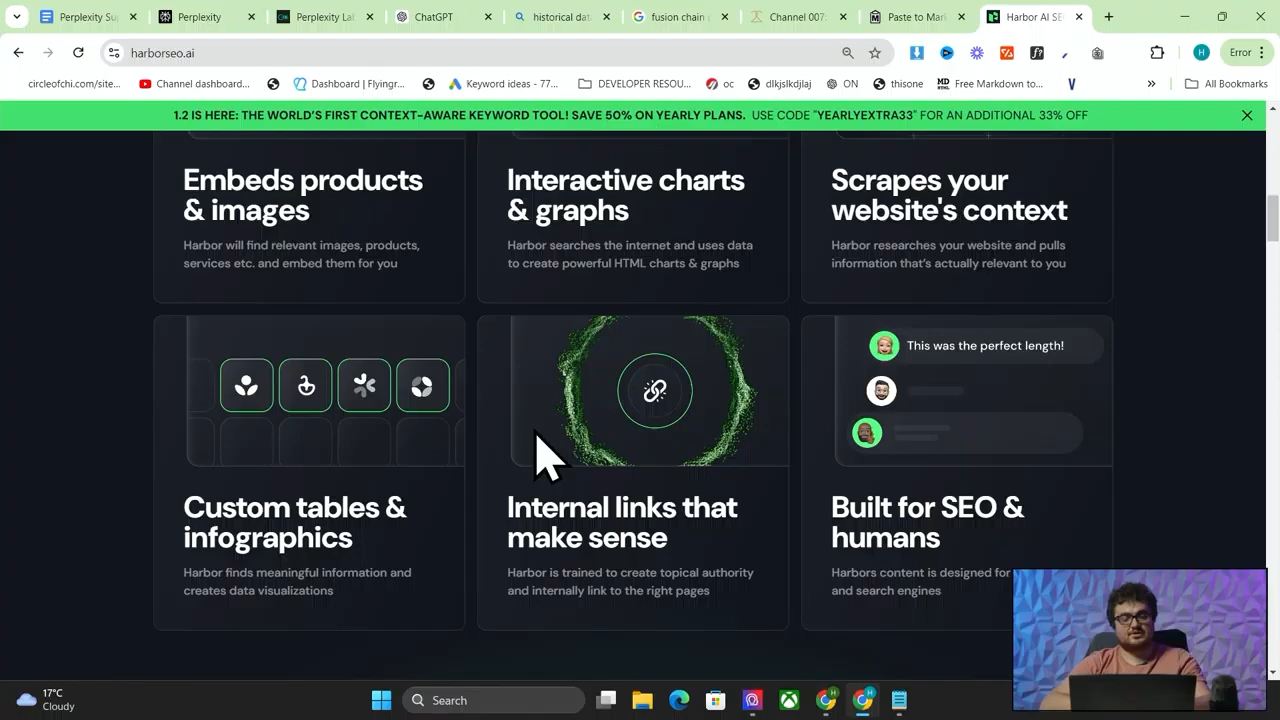 Perplexity Su
Perplexity
Perplexity La
ChatGPT
historical dat
fusion chain
Channel 007
Paste to Mar
Harbor AI SE
harborseo.ai
Error
circleofchi.com/site...
Channel dashboard...
Dashboard | Flyingr...
Keyword ideas - 77...
DEVELOPER RESOU...
oc
dlkjslkdjlaj
ON
thisone
Free Markdown to...
All Bookmarks
1.2 IS HERE: THE WORLD'S FIRST CONTEXT-AWARE KEYWORD TOOL! SAVE 50% ON YEARLY PLANS. USE CODE "YEARLYEXTRA33" FOR AN ADDITIONAL 33% OFF
Embeds products
& images
Harbor will find relevant images, products,
services etc. and embed them for you
Interactive charts
& graphs
Harbor searches the internet and uses data
to create powerful HTML charts & graphs
Scrapes your
website's context
Harbor researches your website and pulls
information that's actually relevant to you
This was the perfect length!
Custom tables &
infographics
Harbor finds meaningful information and
creates data visualizations
Internal links that
make sense
Harbor is trained to create topical authority
and internally link to the right pages
Built for SEO &
humans
Harbors content is designed for
and search engines
17°C
Cloudy
Search